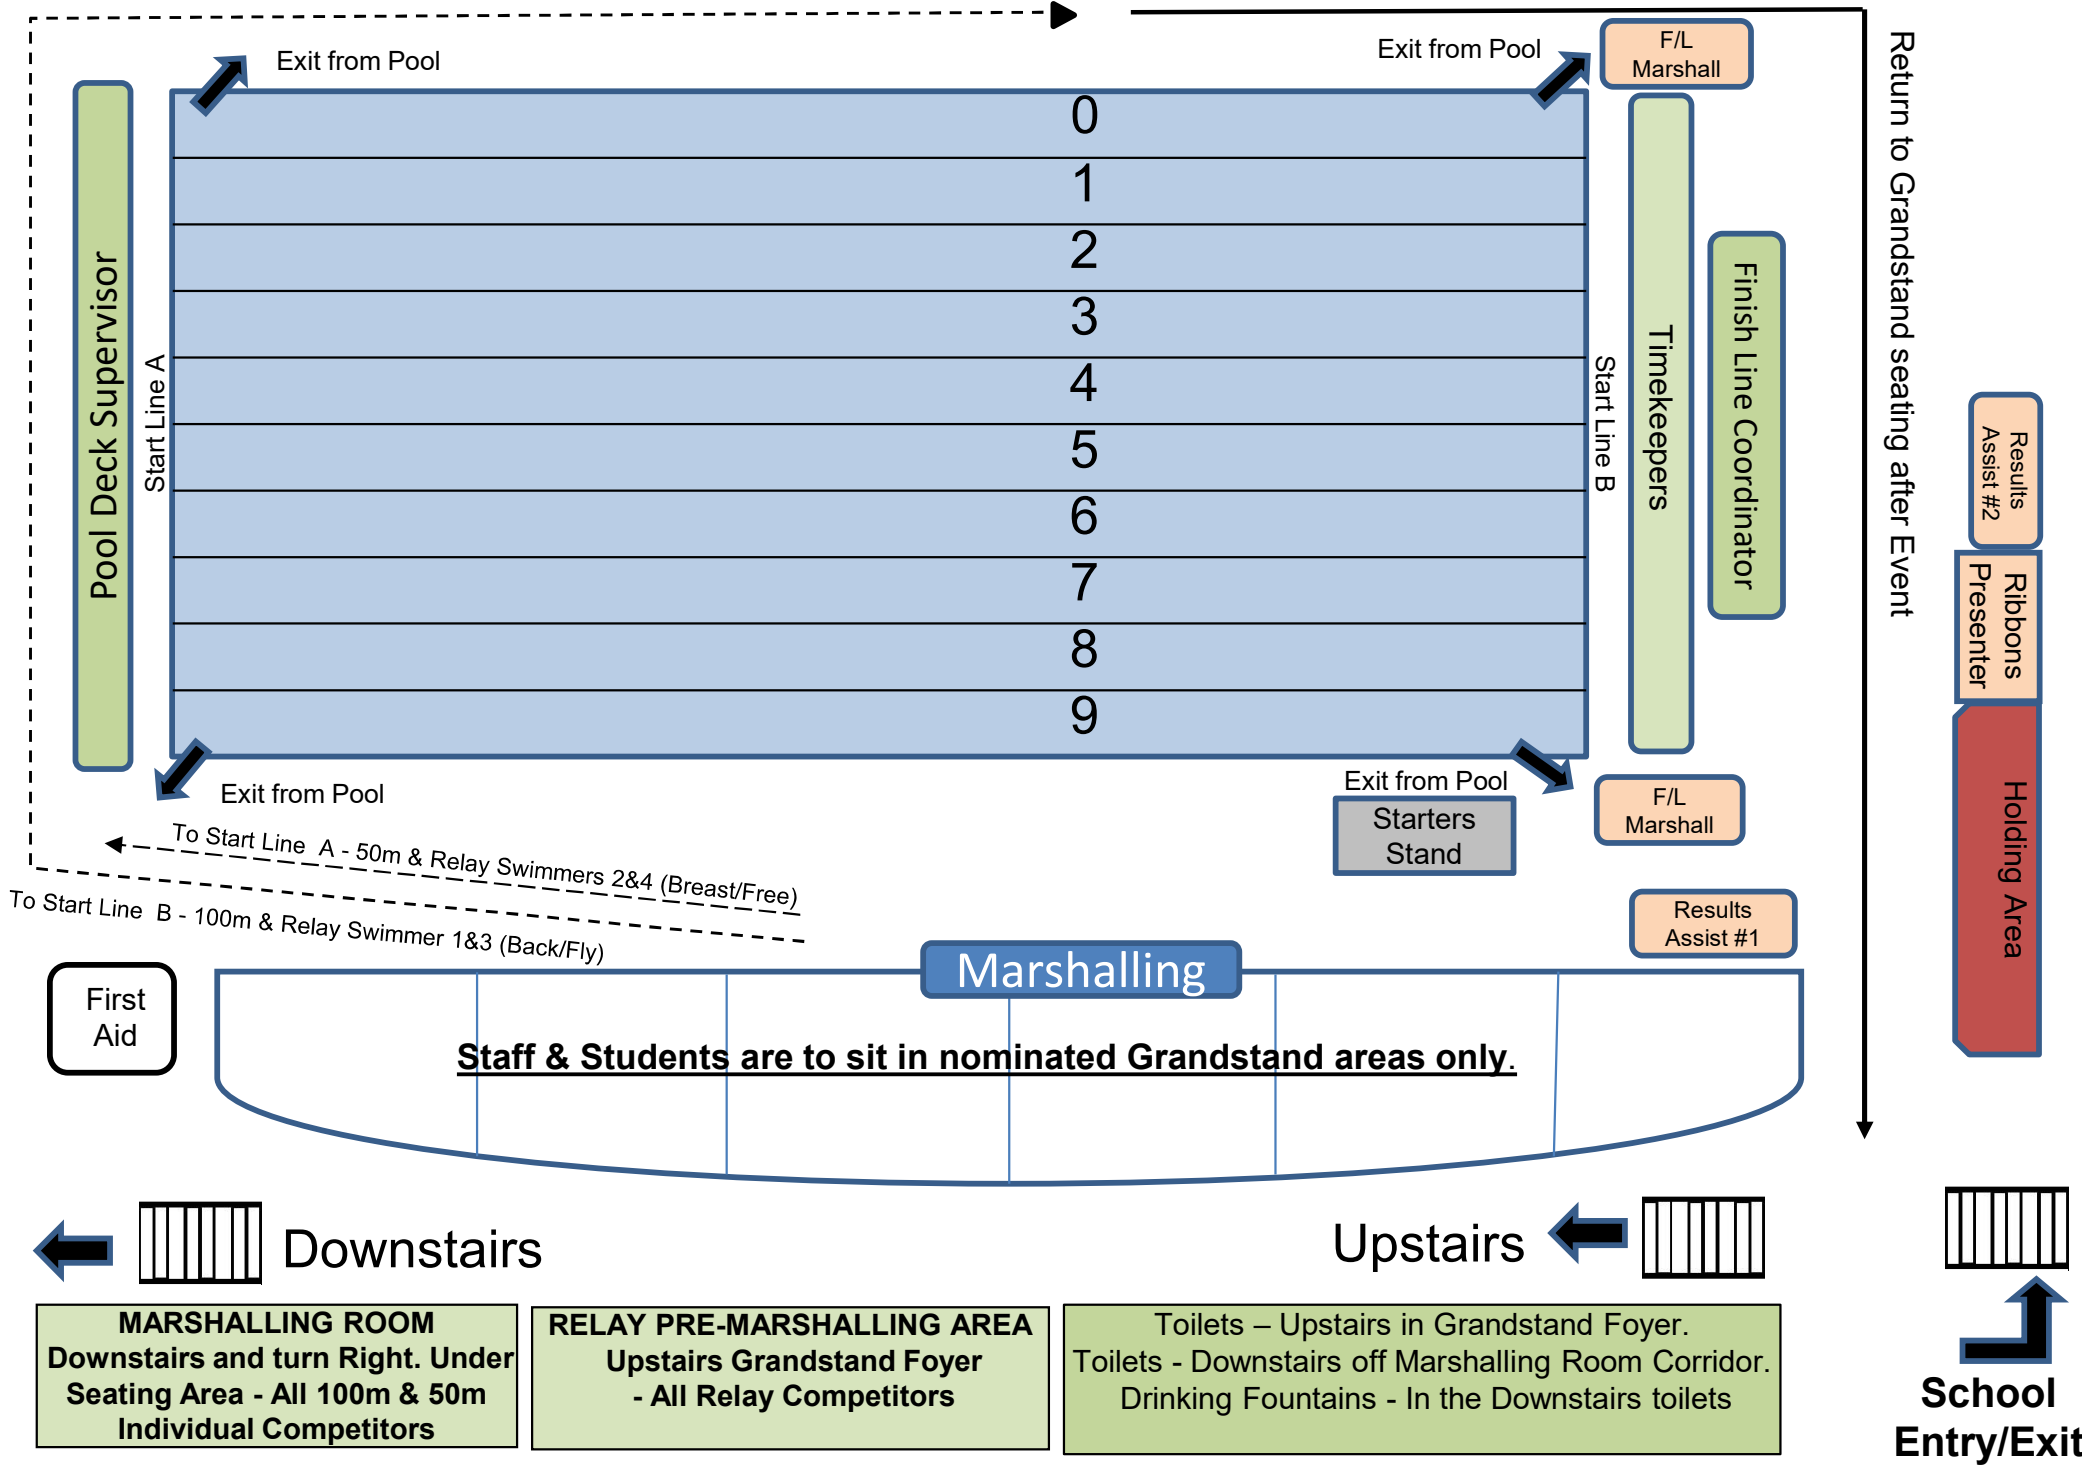 Exit from Pool
Exit from Pool
F/L
Marshall
0
1
2
3
4
5
6
7
8
9
Pool Deck Supervisor
Start Line A
Start Line B
Timekeepers
Finish Line Coordinator
Return to Grandstand seating after Event
Results
Assist #2
Ribbons
Presenter
Holding Area
Exit from Pool
Exit from Pool
Starters
Stand
F/L
Marshall
To Start Line A - 50m & Relay Swimmers 2&4 (Breast/Free)
To Start Line B - 100m & Relay Swimmer 1&3 (Back/Fly)
Results
Assist #1
Marshalling
First
Aid
Staff & Students are to sit in nominated Grandstand areas only.
Downstairs
Upstairs
MARSHALLING ROOM
Downstairs and turn Right. Under
Seating Area - All 100m & 50m
Individual Competitors
RELAY PRE-MARSHALLING AREA
Upstairs Grandstand Foyer
- All Relay Competitors
Toilets – Upstairs in Grandstand Foyer.
Toilets - Downstairs off Marshalling Room Corridor.
Drinking Fountains - In the Downstairs toilets
School
Entry/Exit